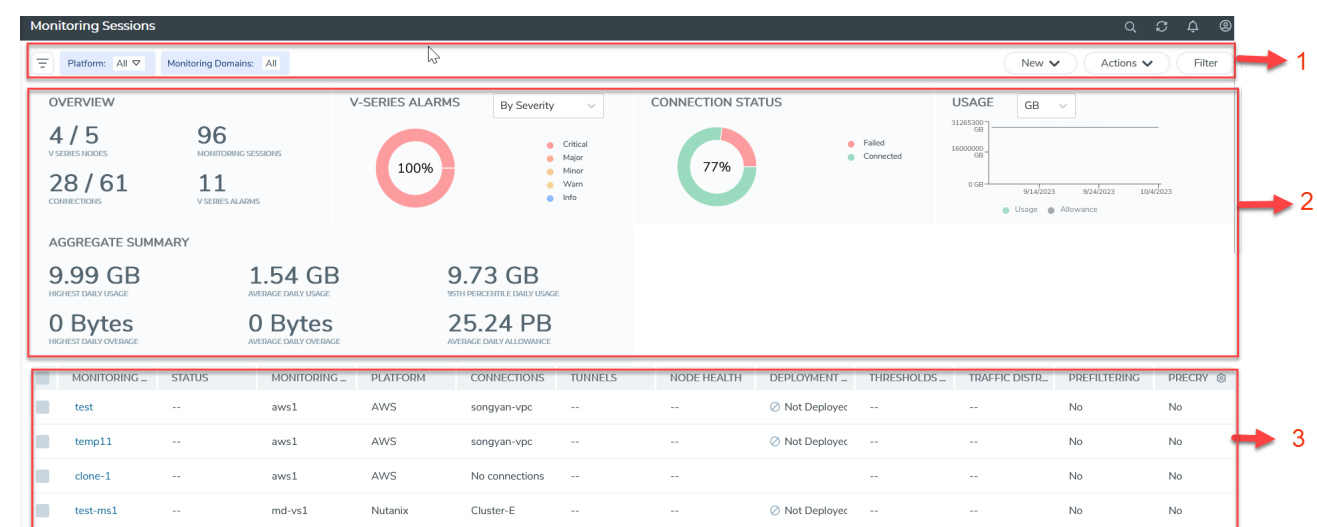 Monitoring Sessions
Platform: All Monitoring Domains: All New Actions Filter 1
OVERVIEW
4 / 5 96
V SERIES NODES MONITORING SESSIONS
28 / 61 11
CONNECTIONS V SERIES ALARMS
V-SERIES ALARMS By Severity
100%
Critical
Major
Minor
Warn
Info
CONNECTION STATUS
77%
Failed
Connected
USAGE GB
31265300
GB
16000000
GB
0 GB
9/14/2023 9/24/2023 10/4/2023
Usage Allowance
2
AGGREGATE SUMMARY
9.99 GB 1.54 GB 9.73 GB
HIGHEST DAILY USAGE AVERAGE DAILY USAGE 95TH PERCENTILE DAILY USAGE
0 Bytes 0 Bytes 25.24 PB
HIGHEST DAILY OVERAGE AVERAGE DAILY OVERAGE AVERAGE DAILY ALLOWANCE
MONITORING ... STATUS MONITORING ... PLATFORM CONNECTIONS TUNNELS NODE HEALTH DEPLOYMENT ... THRESHOLDS ... TRAFFIC DISTR... PREFILTERING PRECRY
test -- aws1 AWS songyan-vpc -- -- Not Deployec -- -- No No
temp11 -- aws1 AWS songyan-vpc -- -- Not Deployec -- -- No No
3
clone-1 -- aws1 AWS No connections -- -- -- -- No No
test-ms1 -- md-vs1 Nutanix Cluster-E -- -- Not Deployec -- -- No No